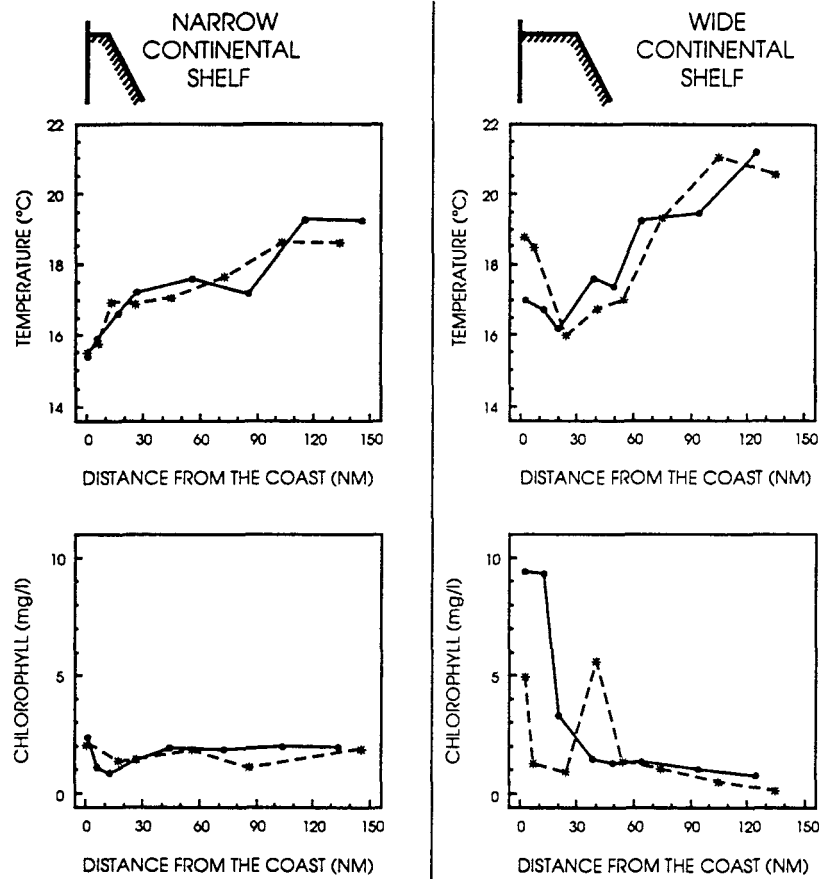 NARROW
CONTINENTAL
SHELF
22
20
18
16
14
TEMPERATURE (°C)
0 30 60 90 120 150
DISTANCE FROM THE COAST (NM)
10
5
0
CHLOROPHYLL (mg/l)
0 30 60 90 120 150
DISTANCE FROM THE COAST (NM)
WIDE
CONTINENTAL
SHELF
22
20
18
16
14
TEMPERATURE (°C)
0 30 60 90 120 150
DISTANCE FROM THE COAST (NM)
10
5
0
CHLOROPHYLL (mg/l)
0 30 60 90 120 150
DISTANCE FROM THE COAST (NM)